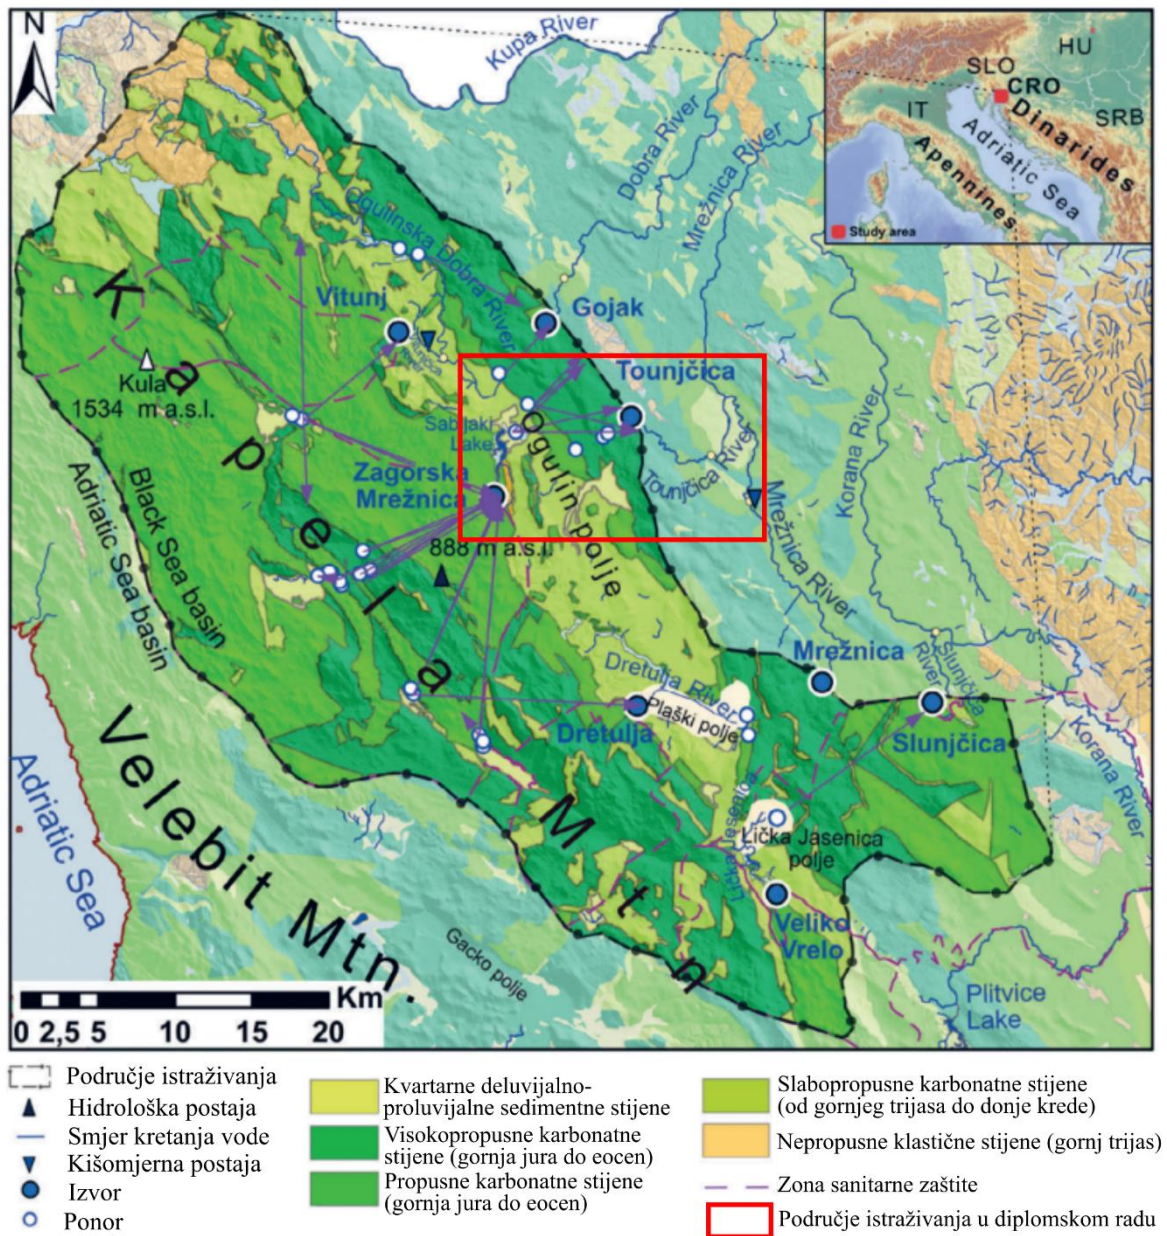 N
Kupa River
HU
SLO
CRO
IT
SRB
Dinarides
Adriatic Sea
Apennines
Study area
Dobra River
Mrežnica River
Ogulinska Dobra River
Vitunj
Gojak
Kula
1534 m a.s.l.
Tounjčica
Sabljaki
Lake
Ogulin polje
Tounjčica River
Korana River
Zagorska
Mrežnica
888 m a.s.l.
Mrežnica River
Black Sea basin
Adriatic Sea basin
Kapela Mtn
Dretulja River
Mrežnica
Slunjčica
River
Plaški polje
Dretulja
Slunjčica
Korana River
Velebit Mtn.
Adriatic Sea
Lička Jesenica
Lička Jasenica
polje
Veliko
Vrelo
Gacko polje
Plitvice
Lake
Km
0 2,5 5 10 15 20
Područje istraživanja
Hidrološka postaja
Smjer kretanja vode
Kišomjerna postaja
Izvor
Ponor
Kvartarne deluvijalno-
proluvijalne sedimentne stijene
Visokopropusne karbonatne
stijene (gornja jura do eocen)
Propusne karbonatne stijene
(gornja jura do eocen)
Slabopropusne karbonatne stijene
(od gornjeg trijasa do donje krede)
Nepropusne klastične stijene (gornj trijas)
Zona sanitarne zaštite
Područje istraživanja u diplomskom radu